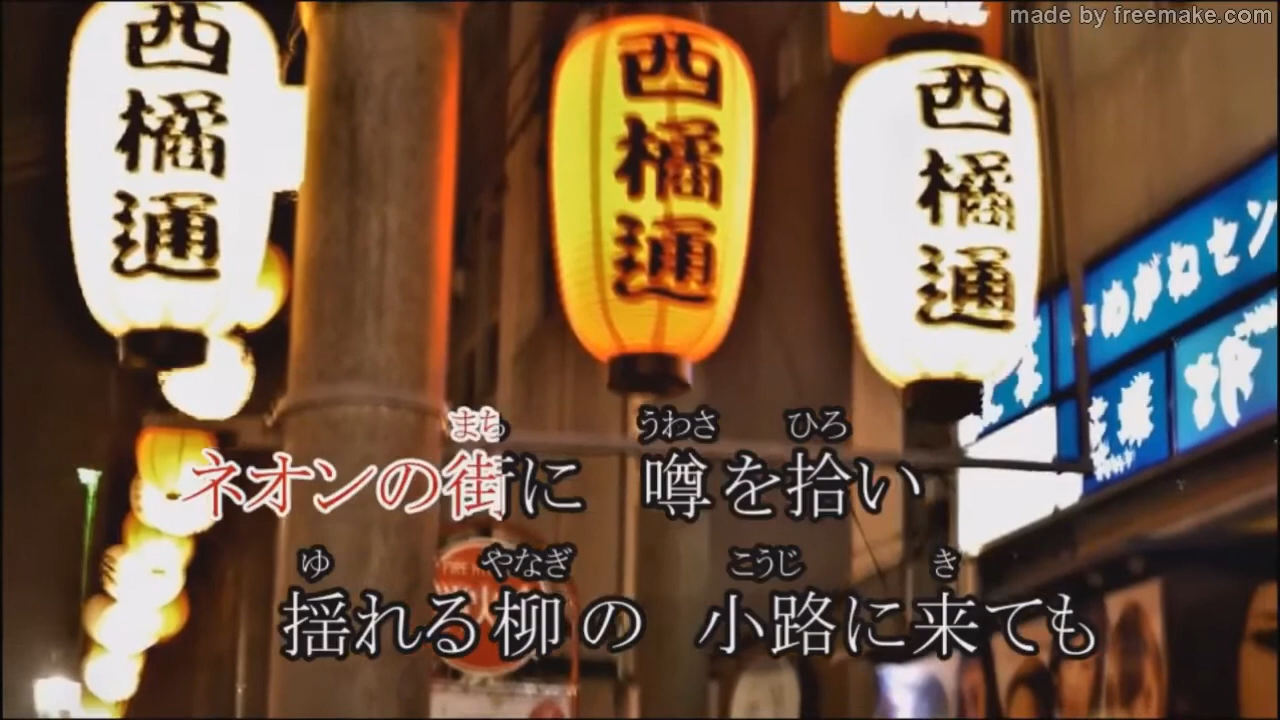 made by freemake.com
西橘通
西橘通
西橘通
まち うわさ ひろ
ネオンの街に 噂を拾い
ゆ やなぎ こうじ き
揺れる柳の 小路に来ても